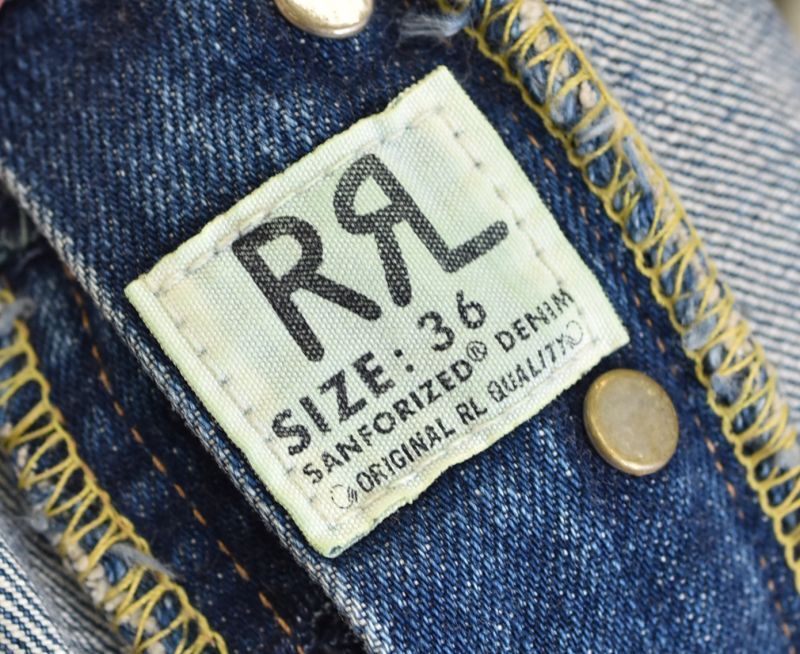 RRL
SIZE: 36
SANFORIZED® DENIM
ORIGINAL RL QUALITY